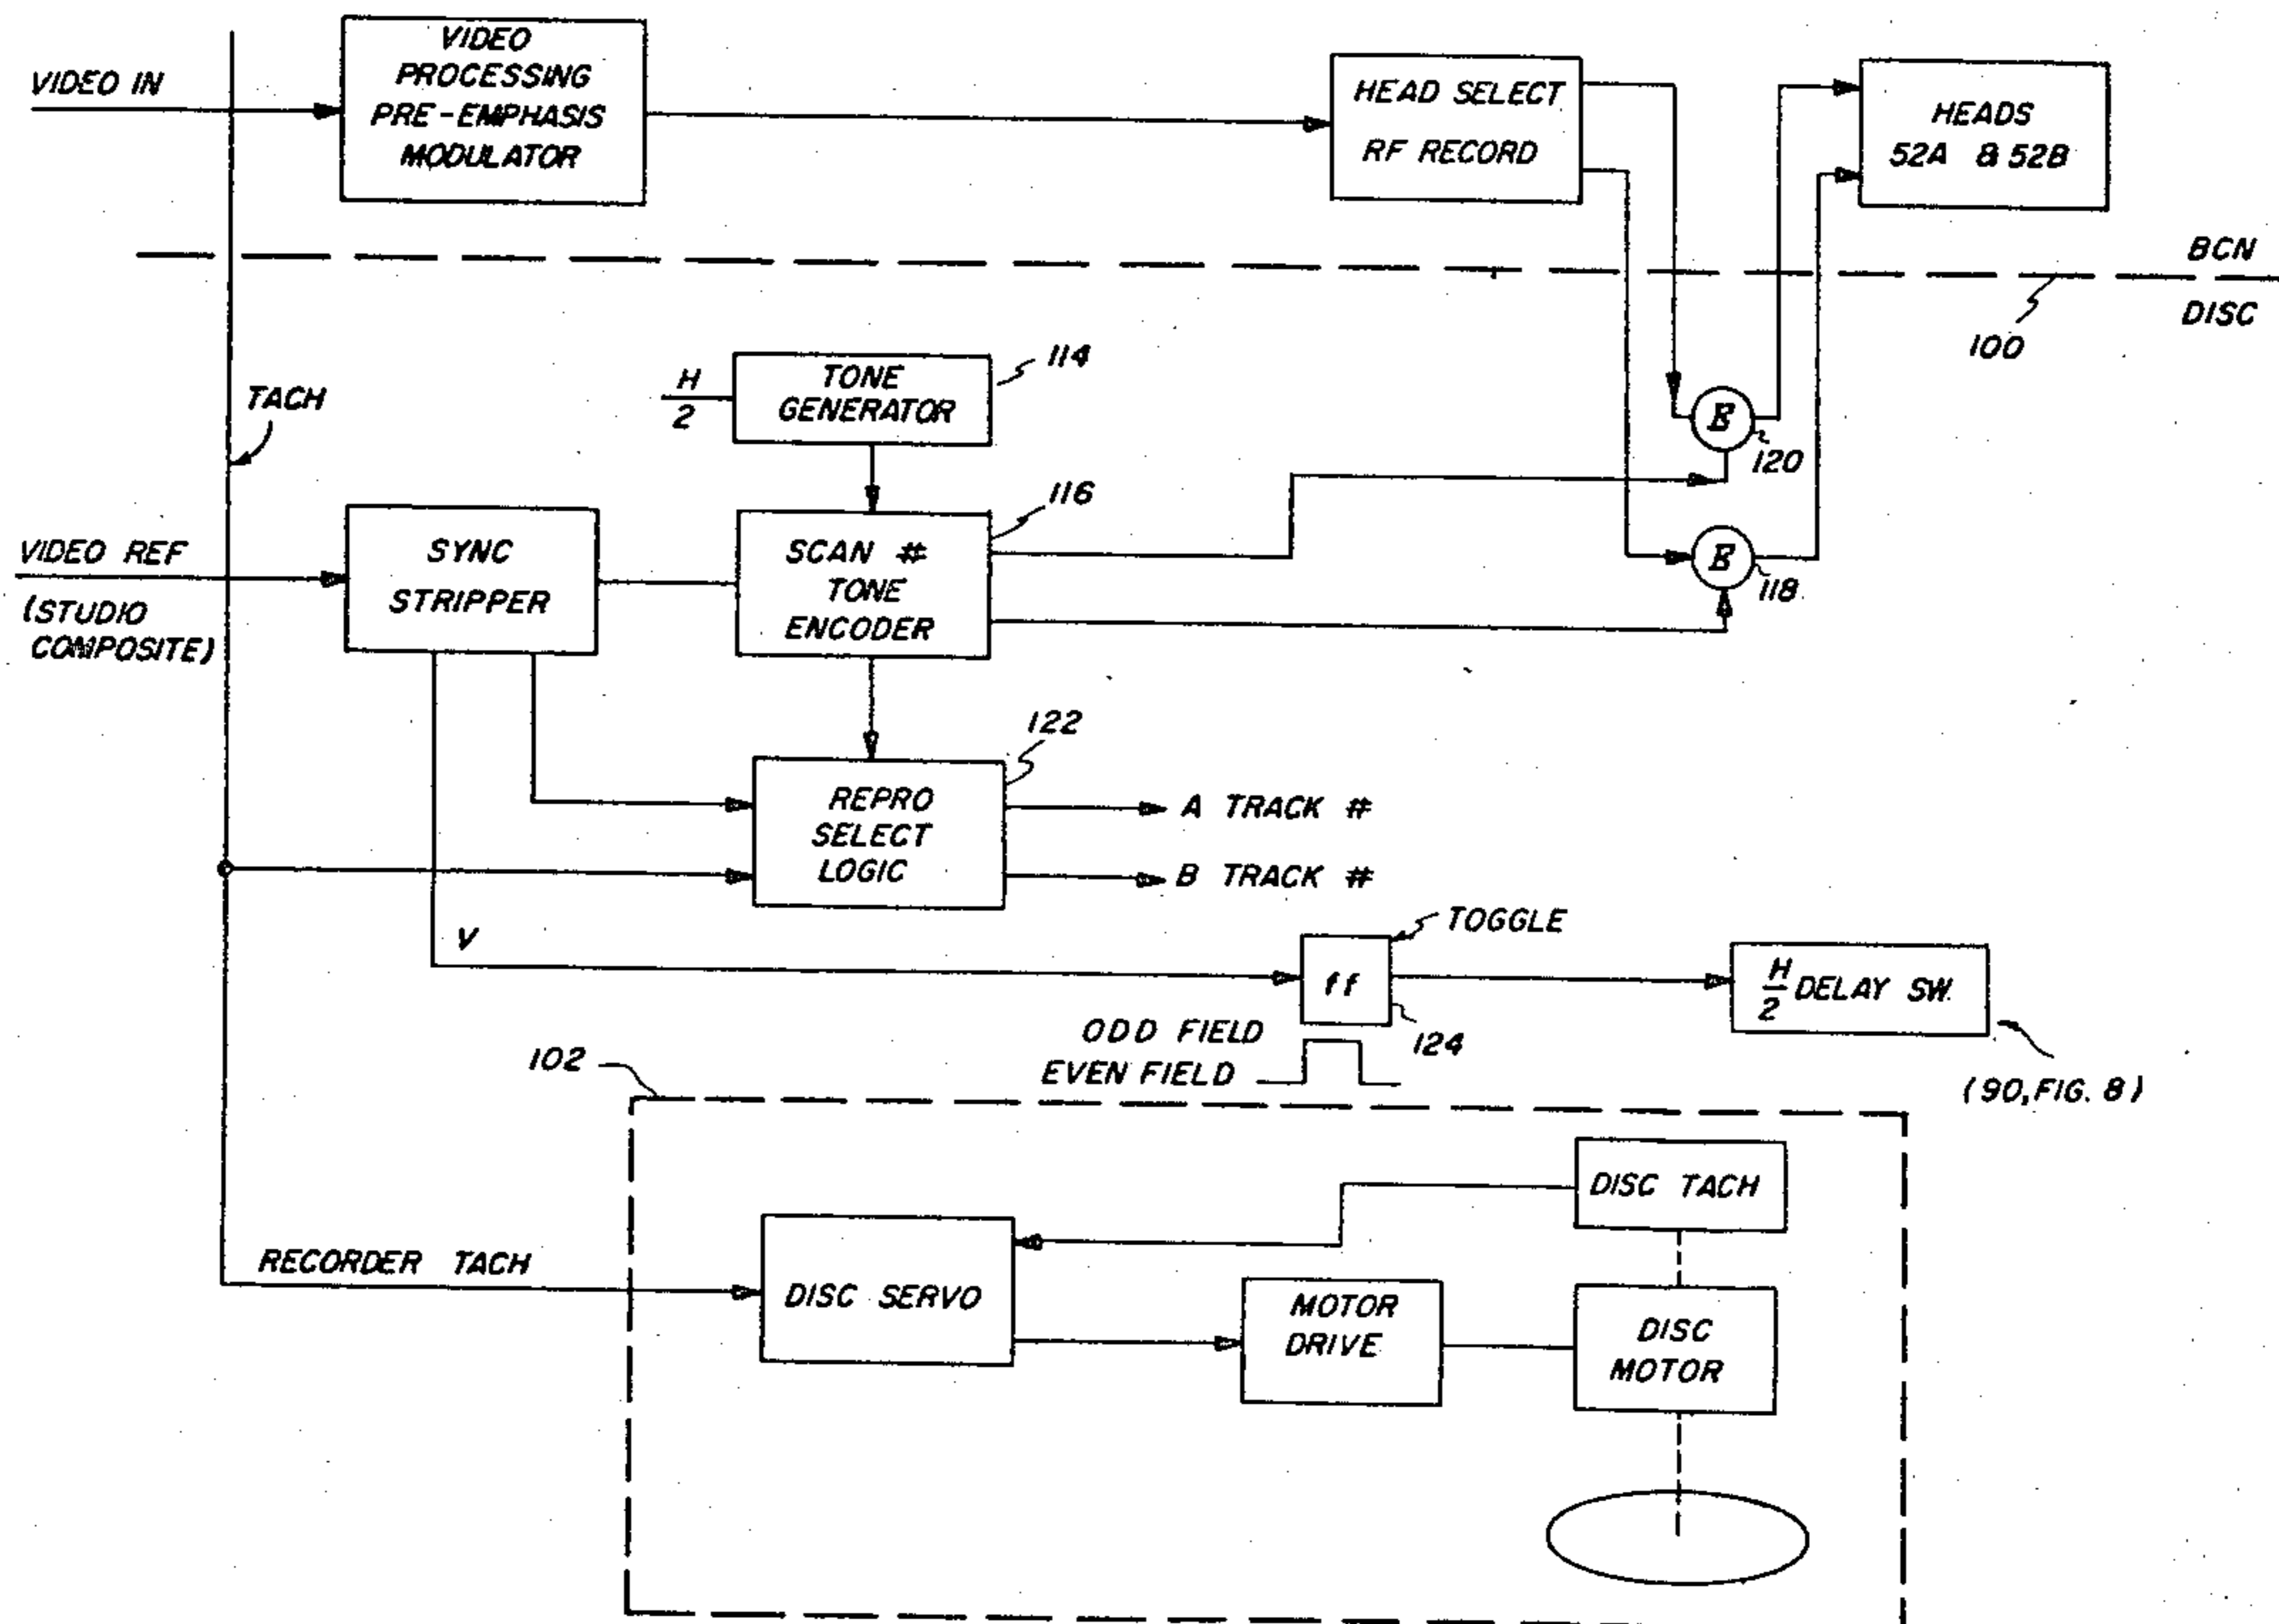 VIDEO IN
VIDEO
PROCESSING
PRE-EMPHASIS
MODULATOR
HEAD SELECT
RF RECORD
HEADS
52A & 52B
BCN
DISC
100
TACH
H
2
TONE
GENERATOR
114
E
120
VIDEO REF
(STUDIO
COMPOSITE)
SYNC
STRIPPER
SCAN #
TONE
ENCODER
116
E
118
REPRO
SELECT
LOGIC
122
A TRACK #
B TRACK #
V
ff
TOGGLE
124
H
2
DELAY SW.
(90, FIG. 8)
ODD FIELD
EVEN FIELD
102
DISC TACH
RECORDER TACH
DISC SERVO
MOTOR
DRIVE
DISC
MOTOR